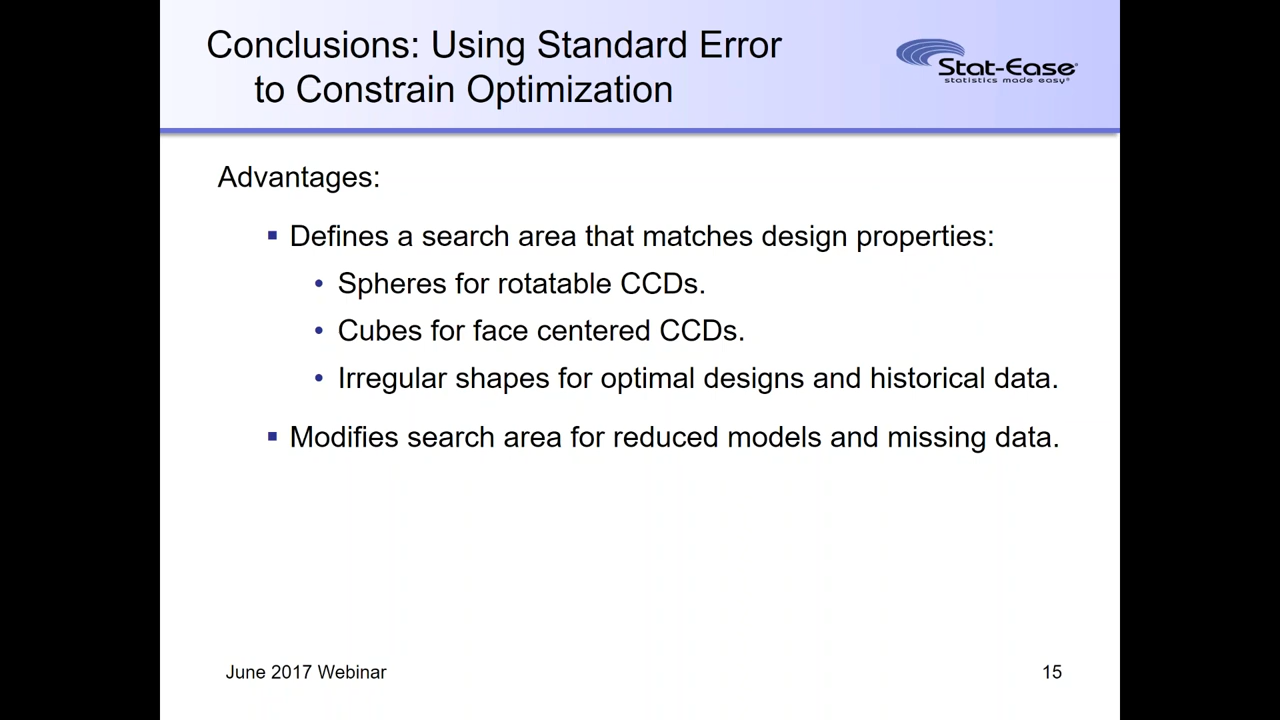 Conclusions: Using Standard Error
to Constrain Optimization
Stat-Ease®
statistics made easy®
Advantages:
▪ Defines a search area that matches design properties:
• Spheres for rotatable CCDs.
• Cubes for face centered CCDs.
• Irregular shapes for optimal designs and historical data.
▪ Modifies search area for reduced models and missing data.
June 2017 Webinar
15